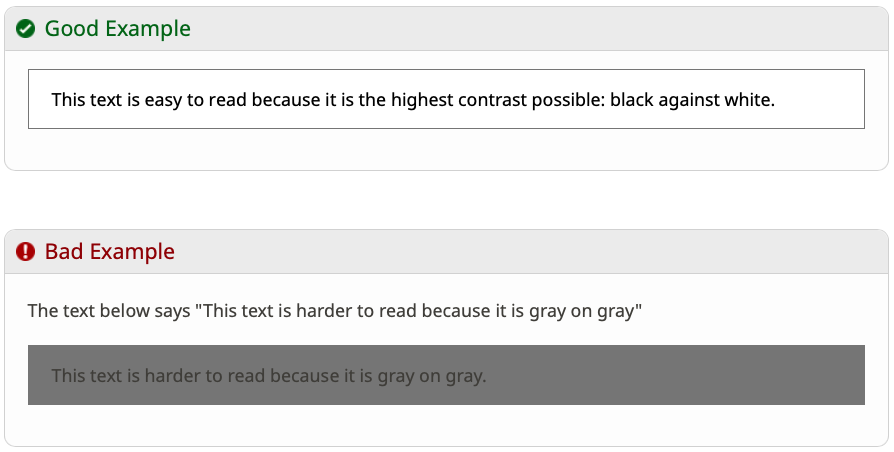 Good Example
This text is easy to read because it is the highest contrast possible: black against white.
Bad Example
The text below says "This text is harder to read because it is gray on gray"
This text is harder to read because it is gray on gray.